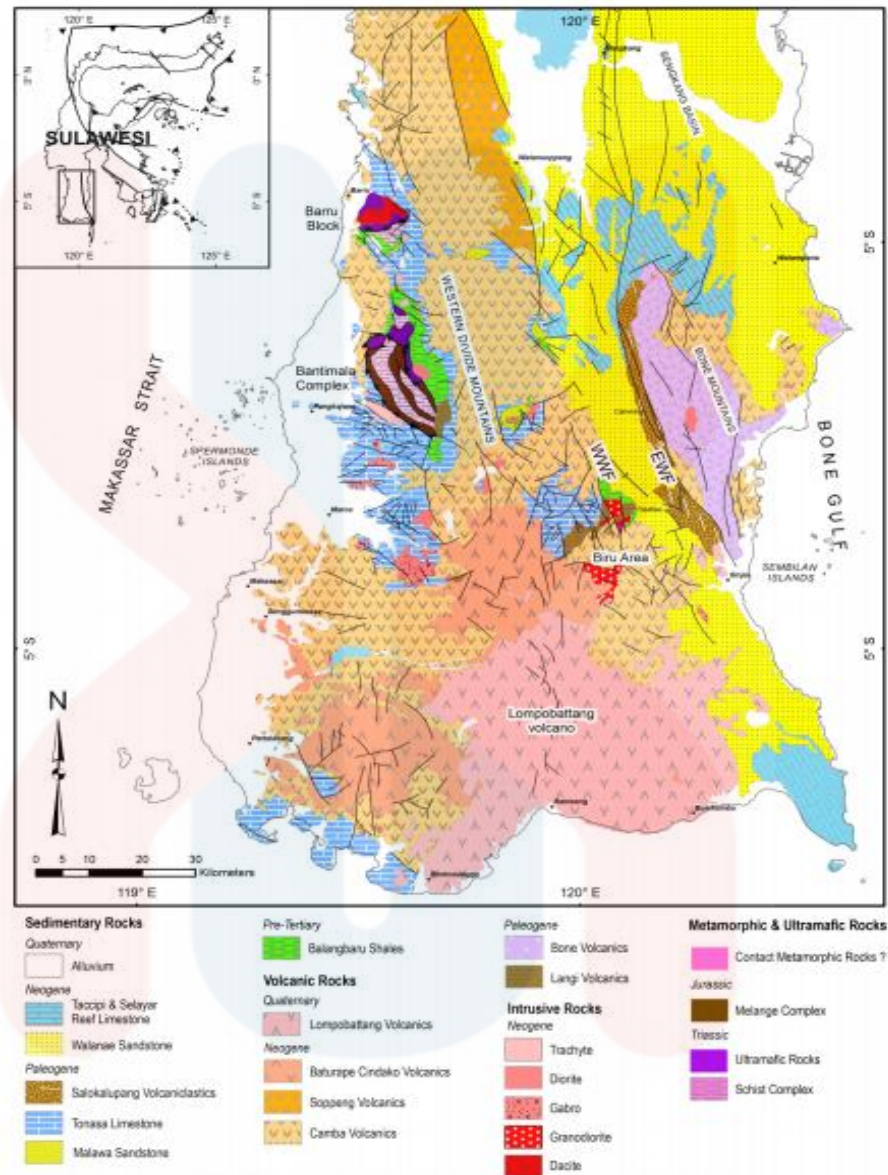 120° E
125° E
120° E
0° N
5° S
5° S
SULAWESI
120° E
125° E
SENGKANG BASIN
Barru
Block
5° S
WESTERN DIVIDE MOUNTAINS
Bantimala
Complex
BONE MOUNTAINS
MAKASSAR STRAIT
SPERMONDE
ISLANDS
WWF
EWF
BONE GULF
Maros
Biru Area
SEMBILAN
ISLANDS
Makassar
5° S
5° S
N
Lompobattang
volcano
0 5 10 20 30
Kilometers
119° E
120° E
Sedimentary Rocks
Quaternary
Alluvium
Neogene
Taccipi & Selayar
Reef Limestone
Walanae Sandstone
Paleogene
Salokalupang Volcaniclastics
Tonasa Limestone
Malawa Sandstone
Pre-Tertiary
Balangbaru Shales
Volcanic Rocks
Quaternary
Lompobattang Volcanics
Neogene
Baturape Cindako Volcanics
Soppeng Volcanics
Camba Volcanics
Paleogene
Bone Volcanics
Langi Volcanics
Intrusive Rocks
Neogene
Trachyte
Diorite
Gabro
Granodiorite
Dacite
Metamorphic & Ultramafic Rocks
Contact Metamorphic Rocks ?
Jurassic
Melange Complex
Triassic
Ultramafic Rocks
Schist Complex